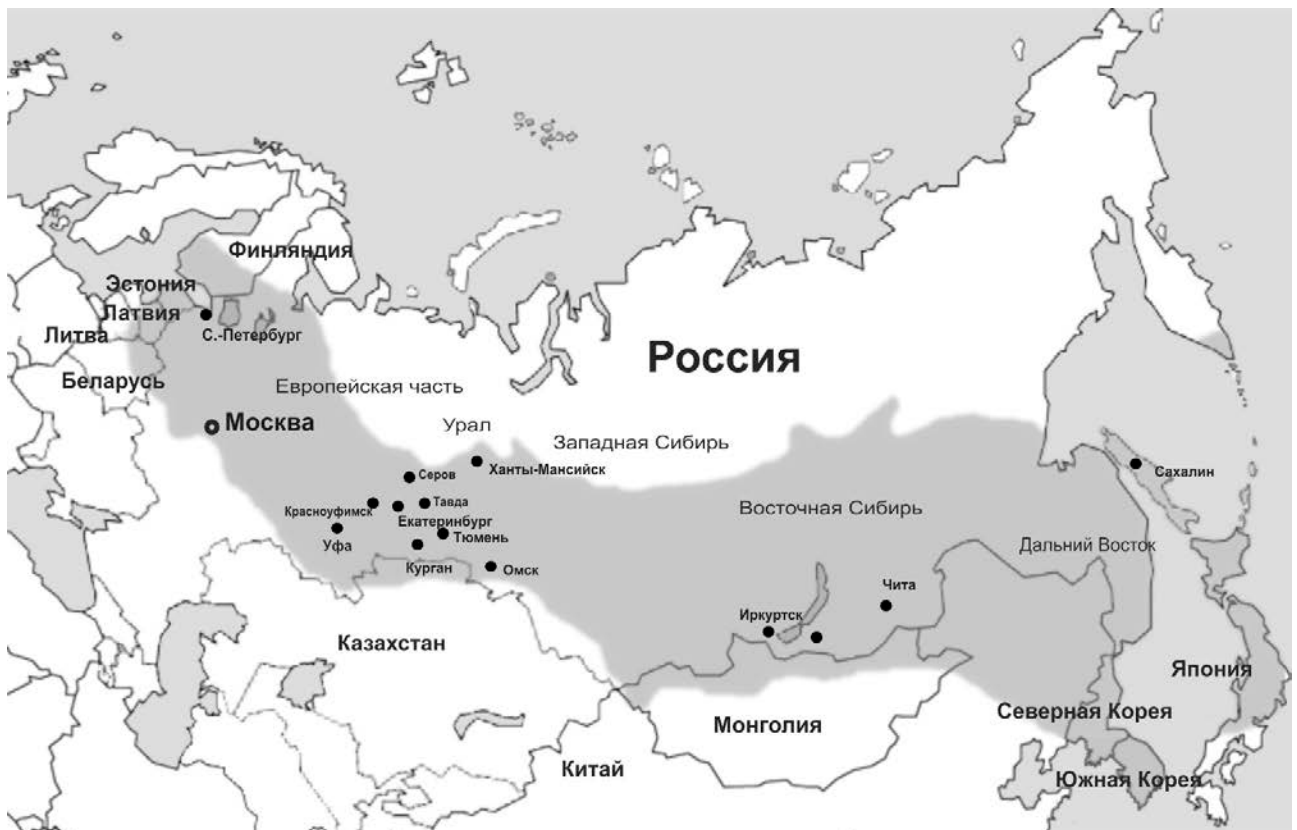 Финляндия
Эстония
Латвия
Литва
С.-Петербург
Россия
Беларусь
Европейская часть
Москва
Урал
Западная Сибирь
Серов
Ханты-Мансийск
Сахалин
Красноуфимск
Тавда
Восточная Сибирь
Екатеринбург
Уфа
Тюмень
Дальний Восток
Курган
Омск
Чита
Иркуртск
Казахстан
Япония
Северная Корея
Монголия
Китай
Южная Корея